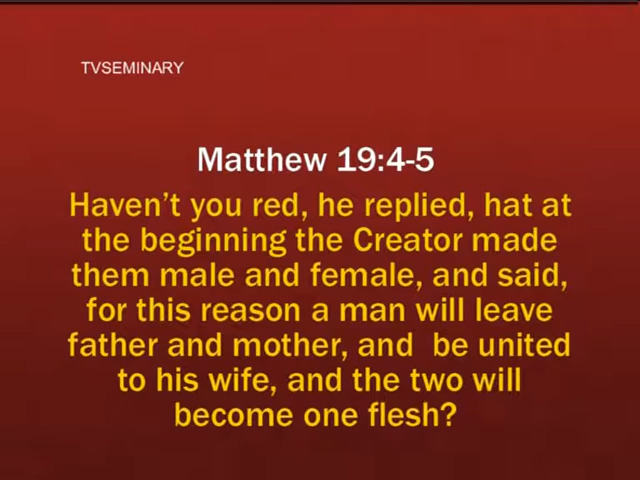 TVSEMINARY
Matthew 19:4-5
Haven’t you red, he replied, hat at
the beginning the Creator made
them male and female, and said,
for this reason a man will leave
father and mother, and  be united
to his wife, and the two will
become one flesh?